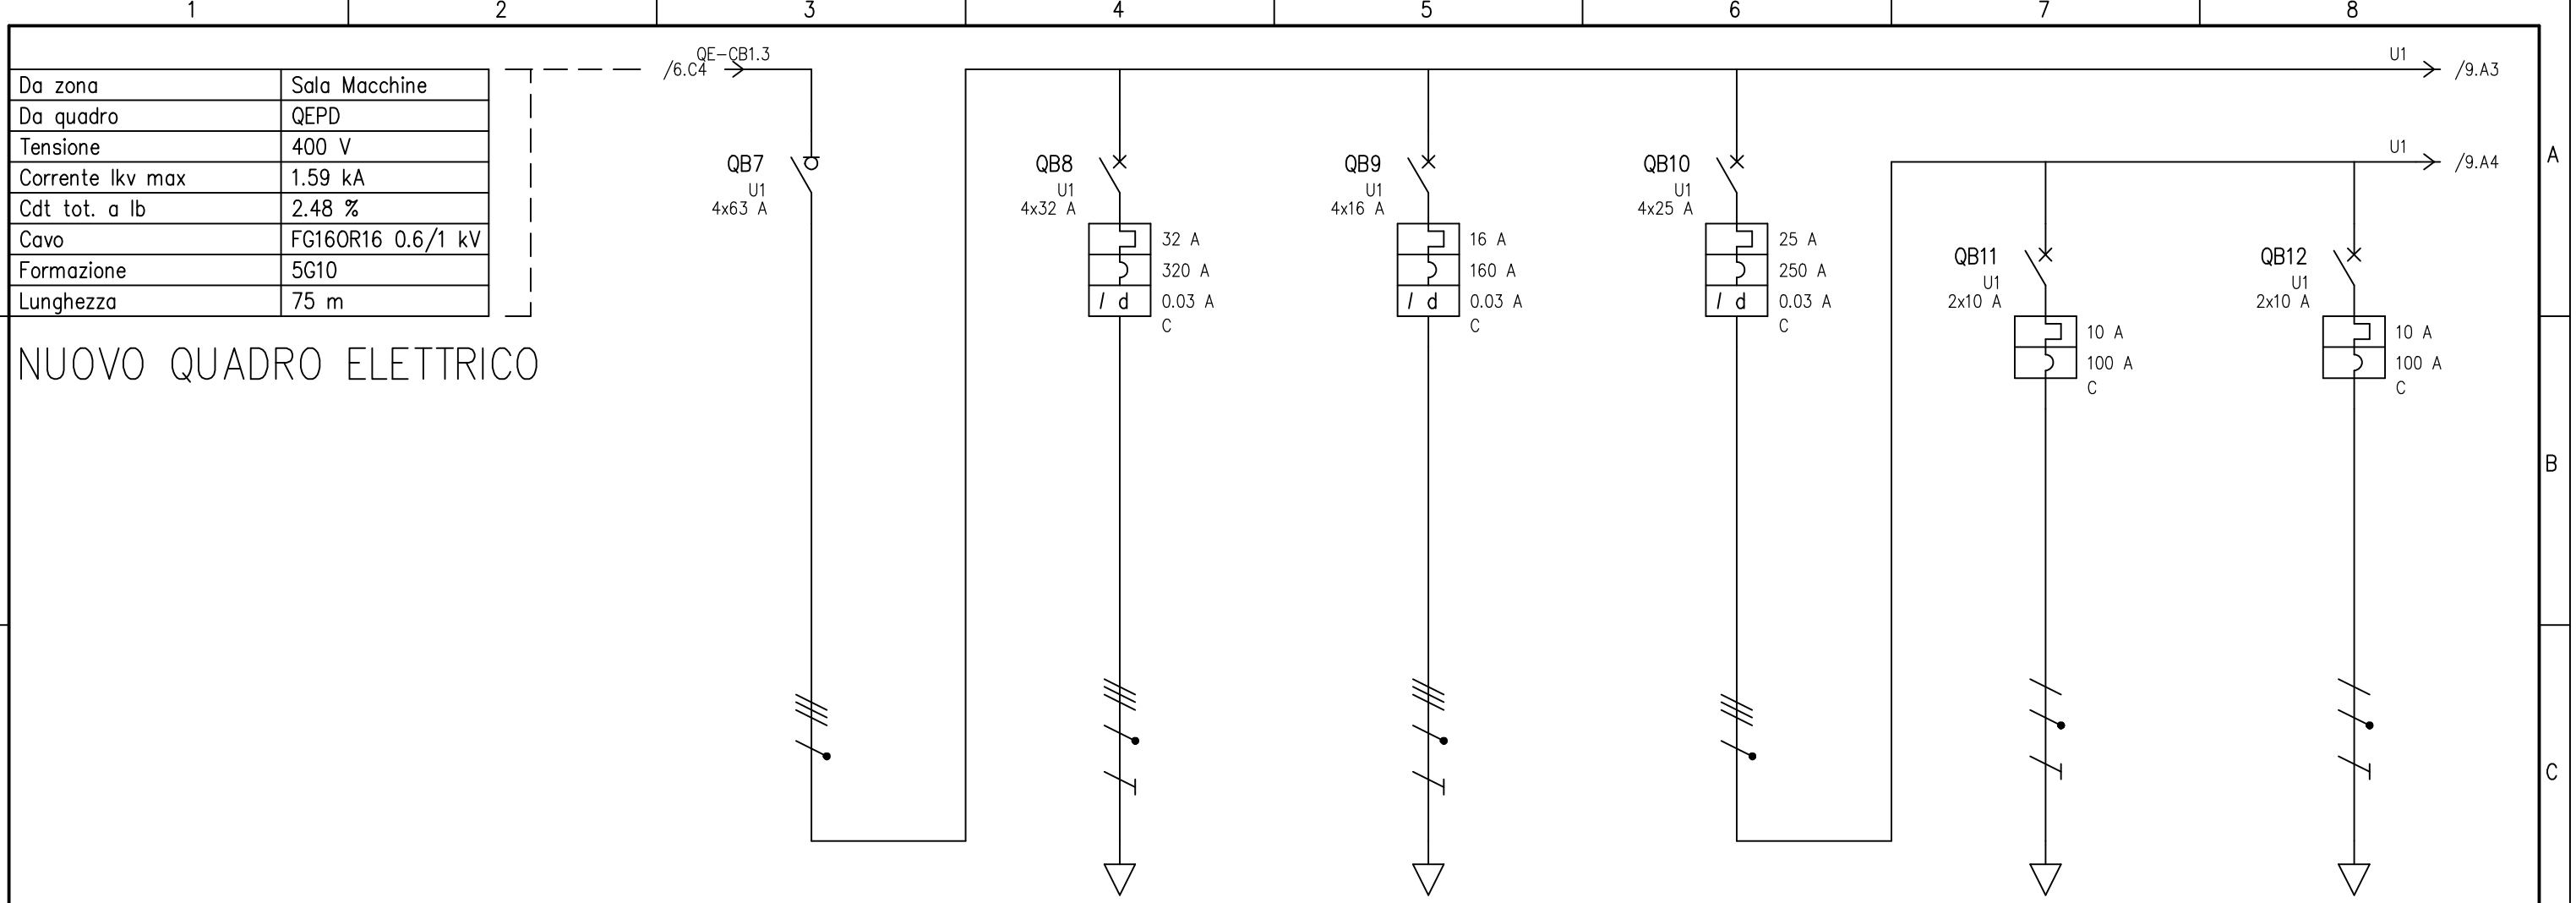 1 2 3 4 5 6 7 8
QE-CB1.3
/6.C4
U1
/9.A3
Da zona Sala Macchine
Da quadro QEPD
Tensione 400 V
Corrente Ikv max 1.59 kA
Cdt tot. a Ib 2.48 %
Cavo FG16OR16 0.6/1 kV
Formazione 5G10
Lunghezza 75 m
NUOVO QUADRO ELETTRICO
QB7
U1
4x63 A
QB8
U1
4x32 A
32 A
320 A
I d 0.03 A
C
QB9
U1
4x16 A
16 A
160 A
I d 0.03 A
C
QB10
U1
4x25 A
25 A
250 A
I d 0.03 A
C
U1
/9.A4
QB11
U1
2x10 A
10 A
100 A
C
QB12
U1
2x10 A
10 A
100 A
C
A
B
C